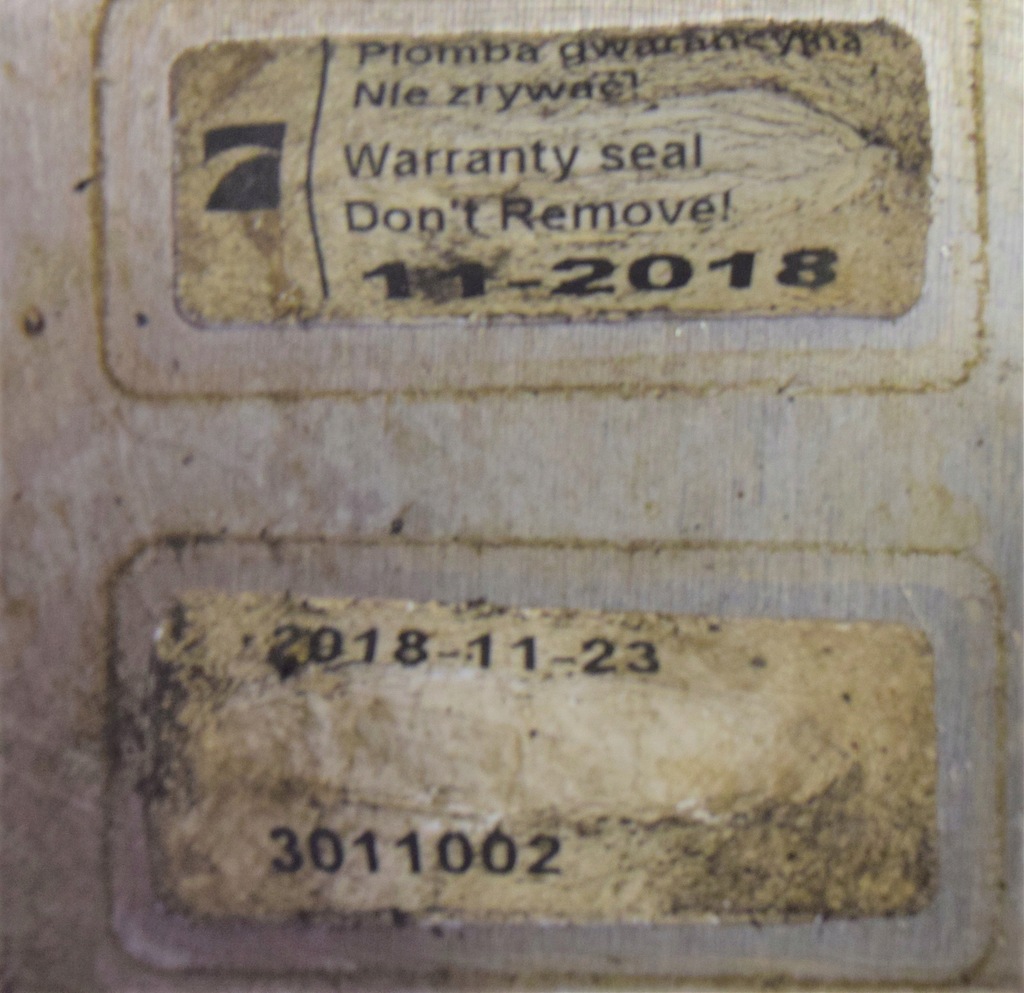 Plomba gwarancyjna
Nie zrywać!
Warranty seal
Don't Remove!
11-2018
2018-11-23
3011002